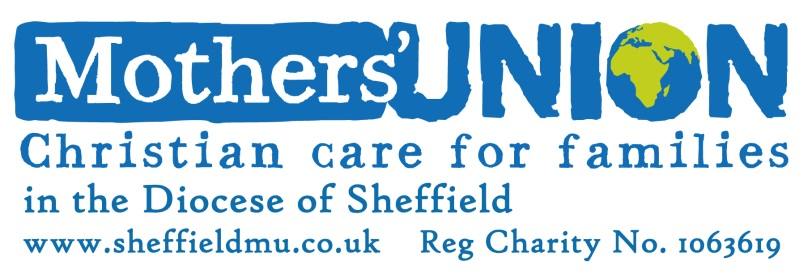 Mothers' UNION
Christian care for families
in the Diocese of Sheffield
www.sheffieldmu.co.uk Reg Charity No. 1063619